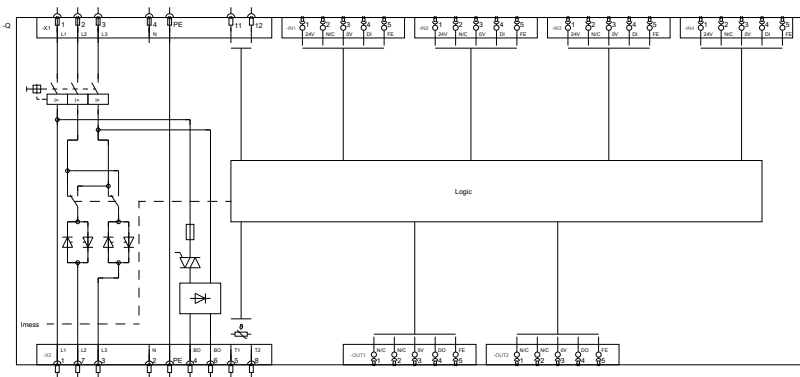 -Q
-X1 1 2 3 4 PE 11 12
L1 L2 L3 N
-IN1 1 2 3 4 5
24V N/C 0V DI FE
-IN2 1 2 3 4 5
24V N/C 0V DI FE
-IN3 1 2 3 4 5
24V N/C 0V DI FE
-IN4 1 2 3 4 5
24V N/C 0V DI FE
I> I> I>
Logic
Imess
ϑ
L1 L2 L3 N BO BO T1 T2
-X2 1 7 3 2 PE 4 6 5 8
N/C N/C 0V DO FE
-OUT1 1 2 3 4 5
N/C N/C 0V DO FE
-OUT2 1 2 3 4 5